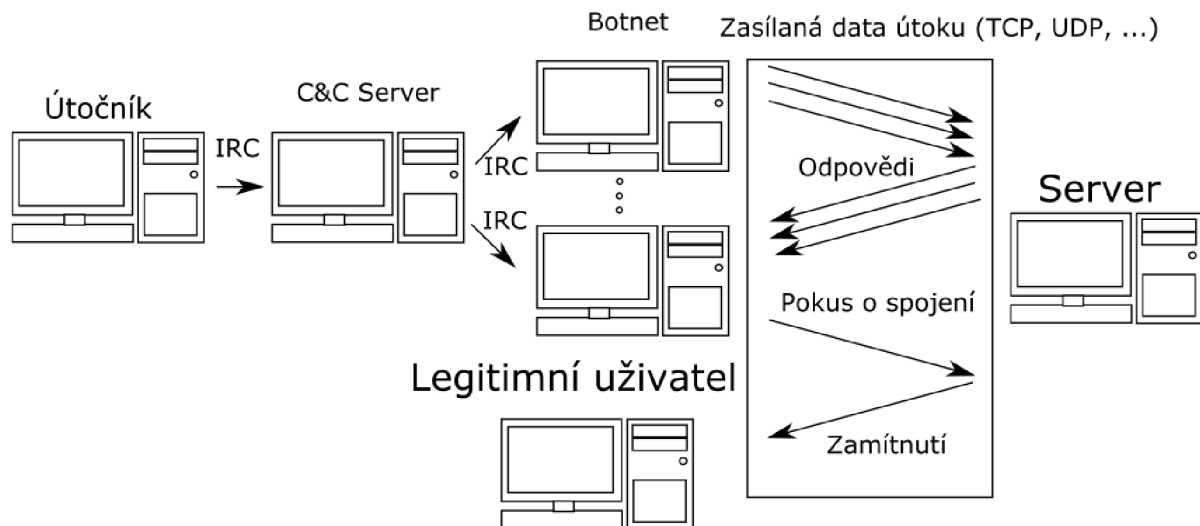 Botnet
Zasílaná data útoku (TCP, UDP, ...)
C&C Server
Útočník
IRC
IRC
Odpovědi
Server
IRC
Pokus o spojení
Legitimní uživatel
Zamítnutí